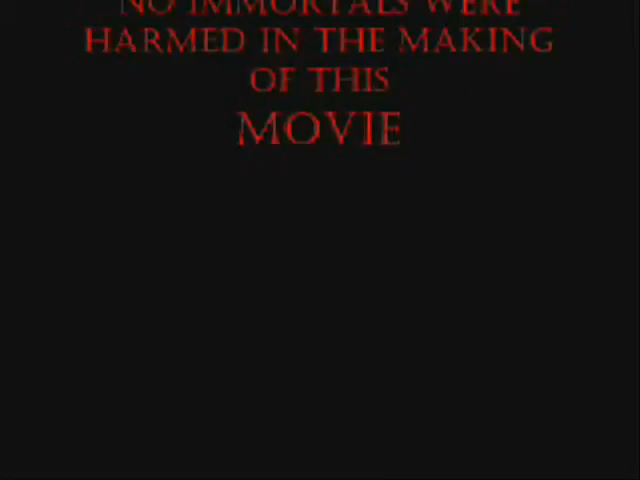 NO IMMORTALS WERE
HARMED IN THE MAKING
OF THIS
MOVIE